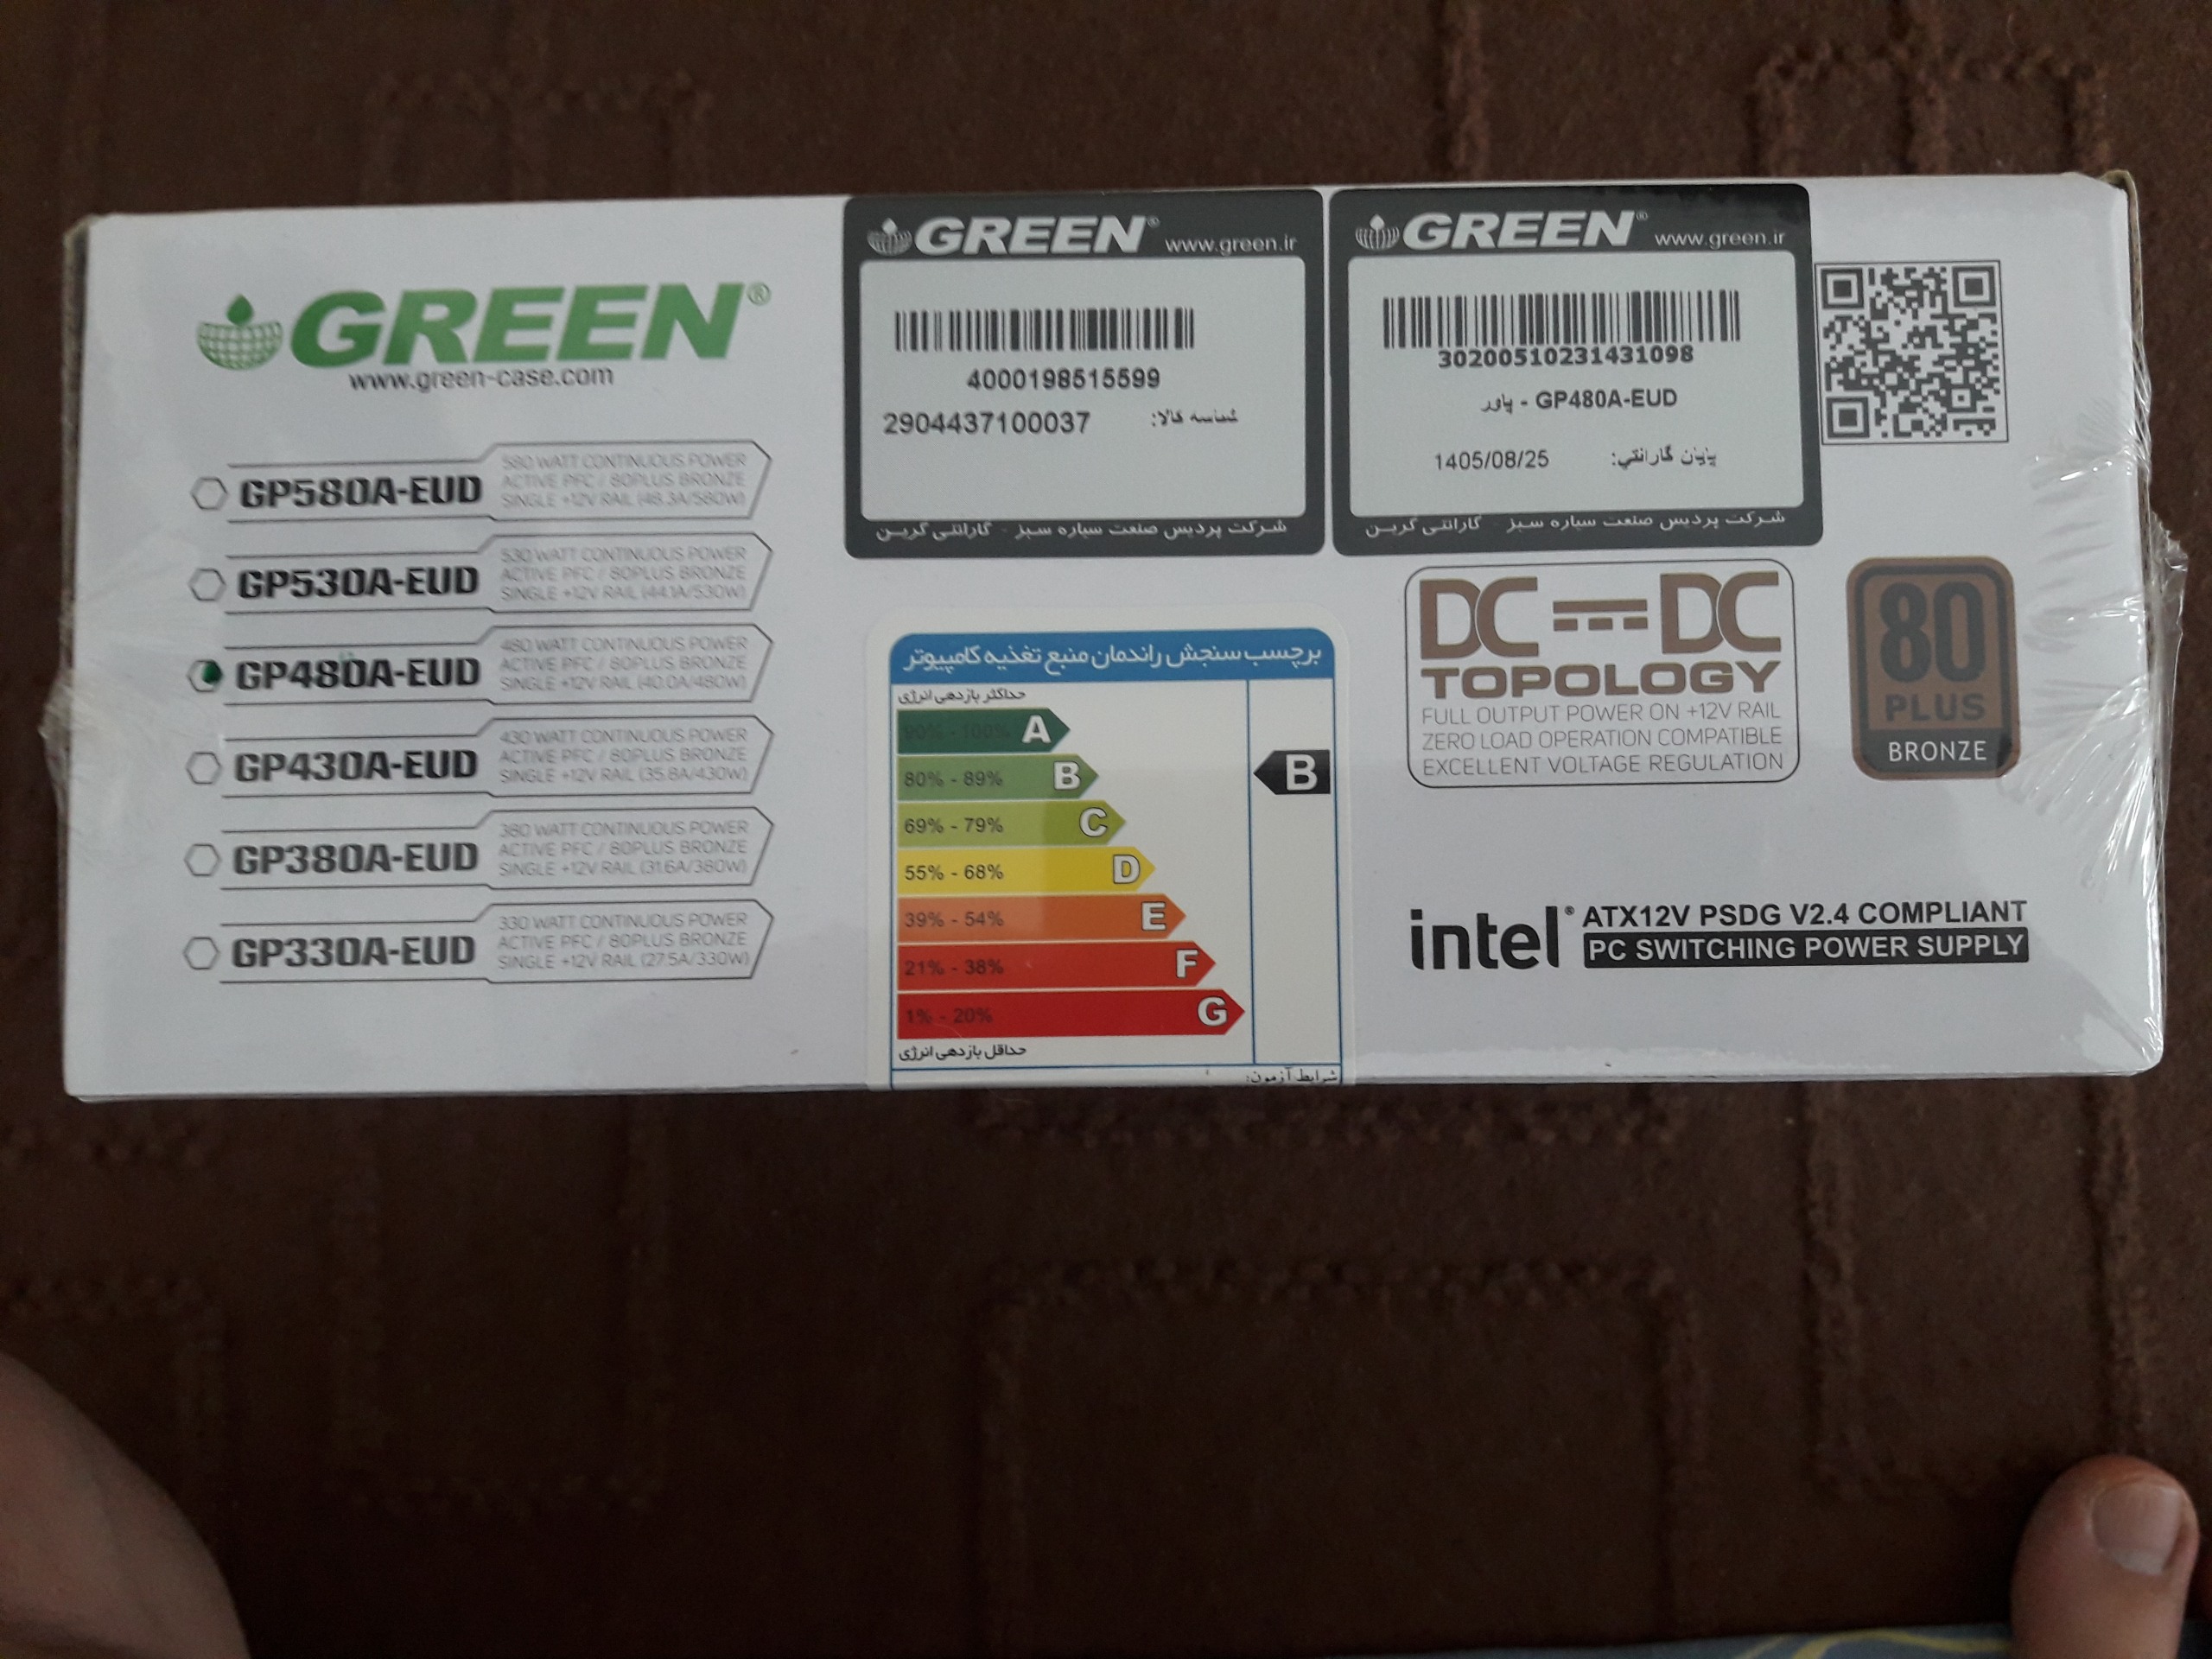 GREEN®
www.green-case.com
GP580A-EUD
580 WATT CONTINUOUS POWER
ACTIVE PFC / 80PLUS BRONZE
SINGLE +12V RAIL (48.3A/580W)
GP530A-EUD
530 WATT CONTINUOUS POWER
ACTIVE PFC / 80PLUS BRONZE
SINGLE +12V RAIL (44.1A/530W)
GP480A-EUD
480 WATT CONTINUOUS POWER
ACTIVE PFC / 80PLUS BRONZE
SINGLE +12V RAIL (40.0A/480W)
GP430A-EUD
430 WATT CONTINUOUS POWER
ACTIVE PFC / 80PLUS BRONZE
SINGLE +12V RAIL (35.8A/430W)
GP380A-EUD
380 WATT CONTINUOUS POWER
ACTIVE PFC / 80PLUS BRONZE
SINGLE +12V RAIL (31.6A/380W)
GP330A-EUD
330 WATT CONTINUOUS POWER
ACTIVE PFC / 80PLUS BRONZE
SINGLE +12V RAIL (27.5A/330W)
GREEN® www.green.ir
4000198515599
شناسه کالا: 2904437100037
شرکت پردیس صنعت سیاره سبز - گارانتی گرین
GREEN® www.green.ir
30200510231431098
پاور - GP480A-EUD
پایان گارانتي: 1405/08/25
شرکت پردیس صنعت سیاره سبز - گارانتی گرین
برچسب سنجش راندمان منبع تغذیه کامپیوتر
حداکثر بازدهی انرژی
90% - 100% A
80% - 89% B
B
69% - 79% C
55% - 68% D
39% - 54% E
21% - 38% F
1% - 20% G
حداقل بازدهی انرژی
شرایط آزمون:
DC DC
TOPOLOGY
FULL OUTPUT POWER ON +12V RAIL
ZERO LOAD OPERATION COMPATIBLE
EXCELLENT VOLTAGE REGULATION
80
PLUS
BRONZE
intel®
ATX12V PSDG V2.4 COMPLIANT
PC SWITCHING POWER SUPPLY